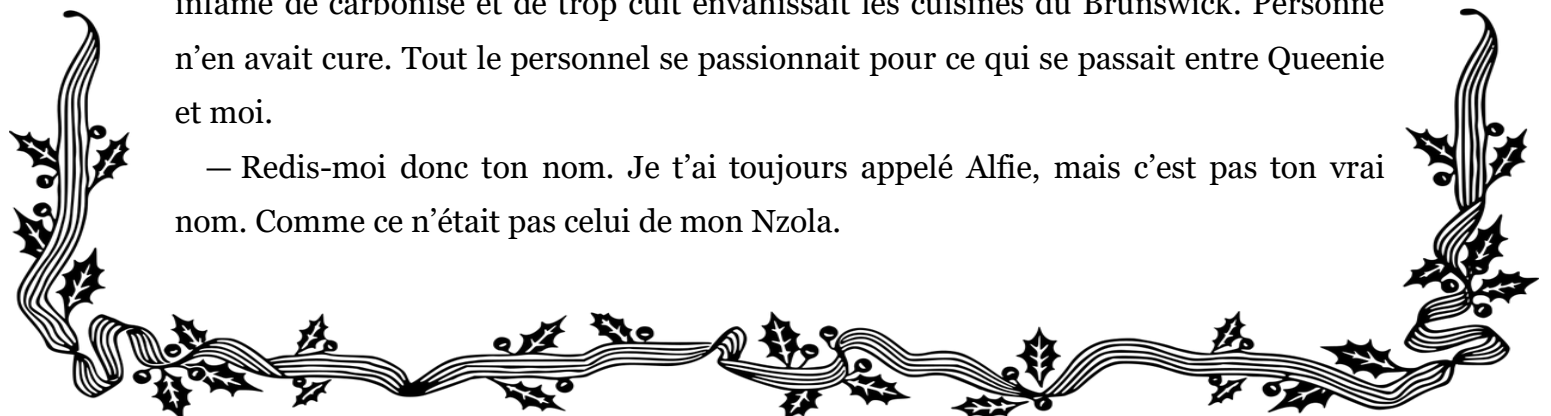 infâme de carbonisé et de trop cuit envahissait les cuisines du Brunswick. Personne
n’en avait cure. Tout le personnel se passionnait pour ce qui se passait entre Queenie
et moi.
— Redis-moi donc ton nom. Je t’ai toujours appelé Alfie, mais c’est pas ton vrai
nom. Comme ce n’était pas celui de mon Nzola.